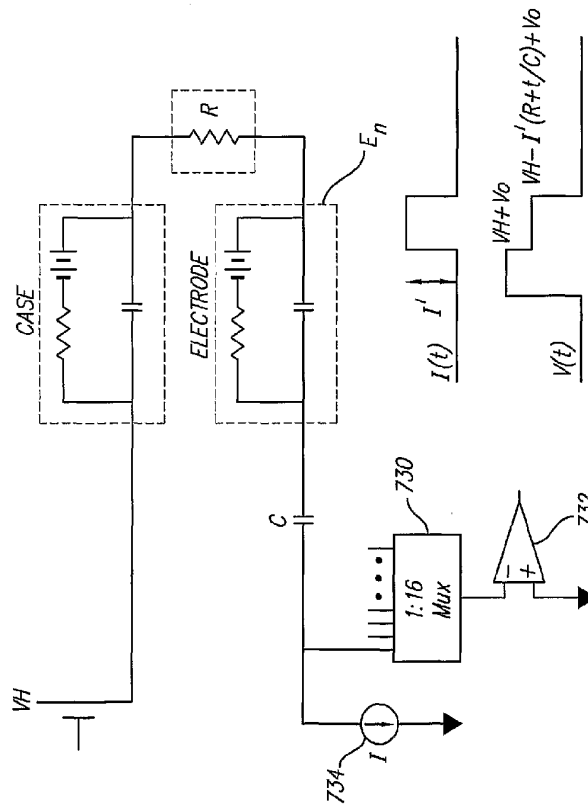 VH
CASE
R
ELECTRODE
E_n
C
730
1:16
Mux
732
734
I
I(t)
I'
V(t)
VH+Vo
VH-I'(R+t/C)+Vo